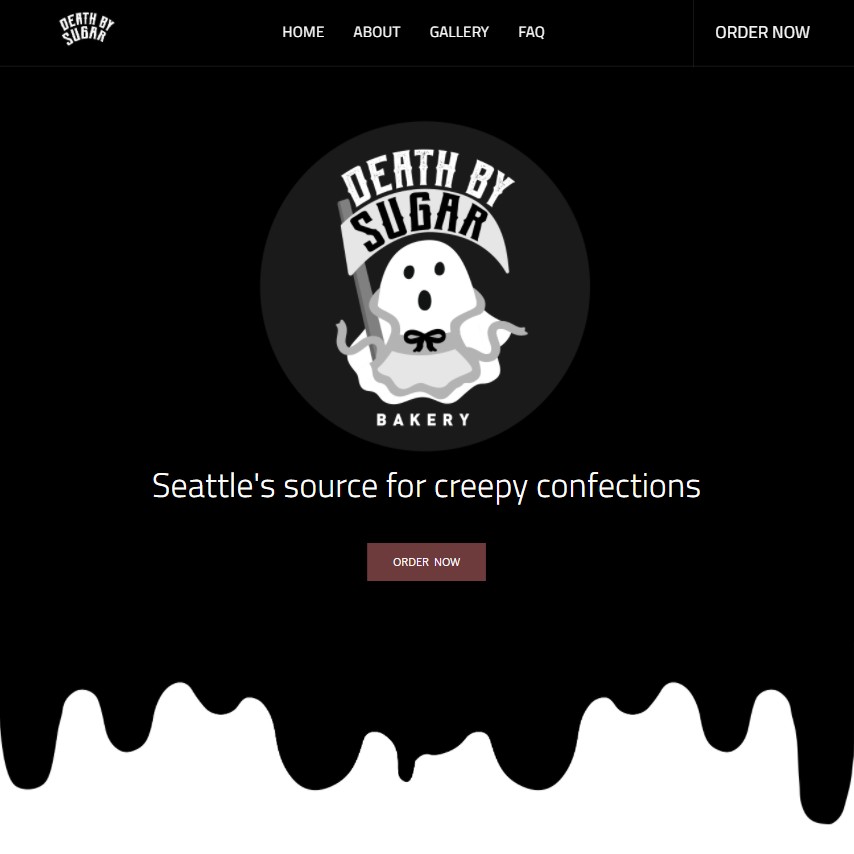 DEATH BY
SUGAR
HOME
ABOUT
GALLERY
FAQ
ORDER NOW
DEATH BY
SUGAR
BAKERY
Seattle's source for creepy confections
ORDER NOW